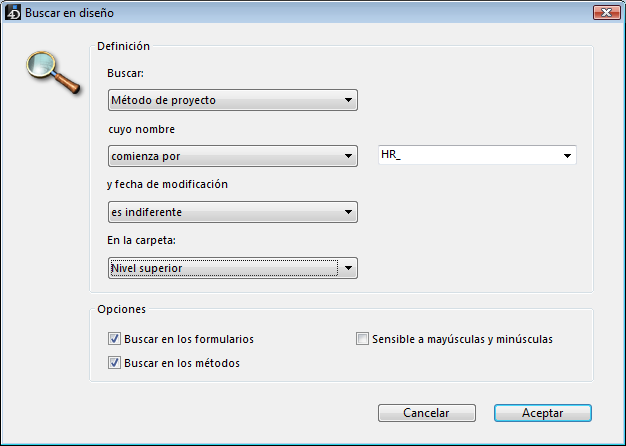 Buscar en diseño
Definición
Buscar:
Método de proyecto
cuyo nombre
comienza por
HR_
y fecha de modificación
es indiferente
En la carpeta:
Nivel superior
Opciones
Buscar en los formularios
Sensible a mayúsculas y minúsculas
Buscar en los métodos
Cancelar
Aceptar